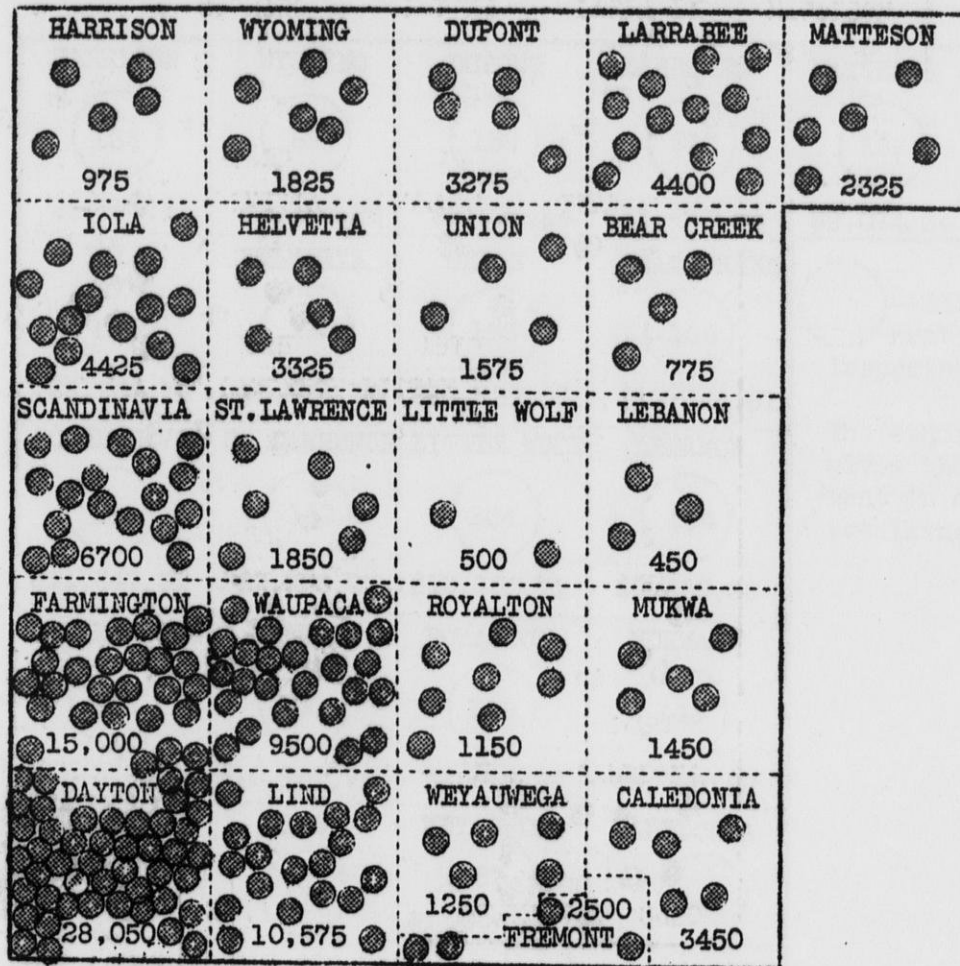 HARRISON WYOMING DUPONT LARRABEE MATTESON
975 1825 3275 4400 2325
IOLA HELVETIA UNION BEAR CREEK
4425 3325 1575 775
SCANDINAVIA ST.LAWRENCE LITTLE WOLF LEBANON
6700 1850 500 450
FARMINGTON WAUPACA ROYALTON MUKWA
15,000 9500 1150 1450
DAYTON LIND WEYAUWEGA CALEDONIA
1250 2500
28,050 10,575 FREMONT 3450